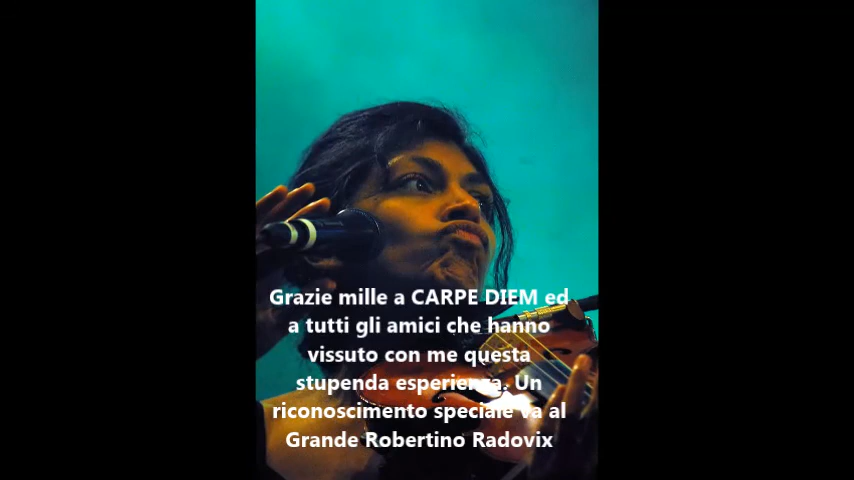 Grazie mille a CARPE DIEM ed
a tutti gli amici che hanno
vissuto con me questa
stupenda esperienza. Un
riconoscimento speciale va al
Grande Robertino Radovix